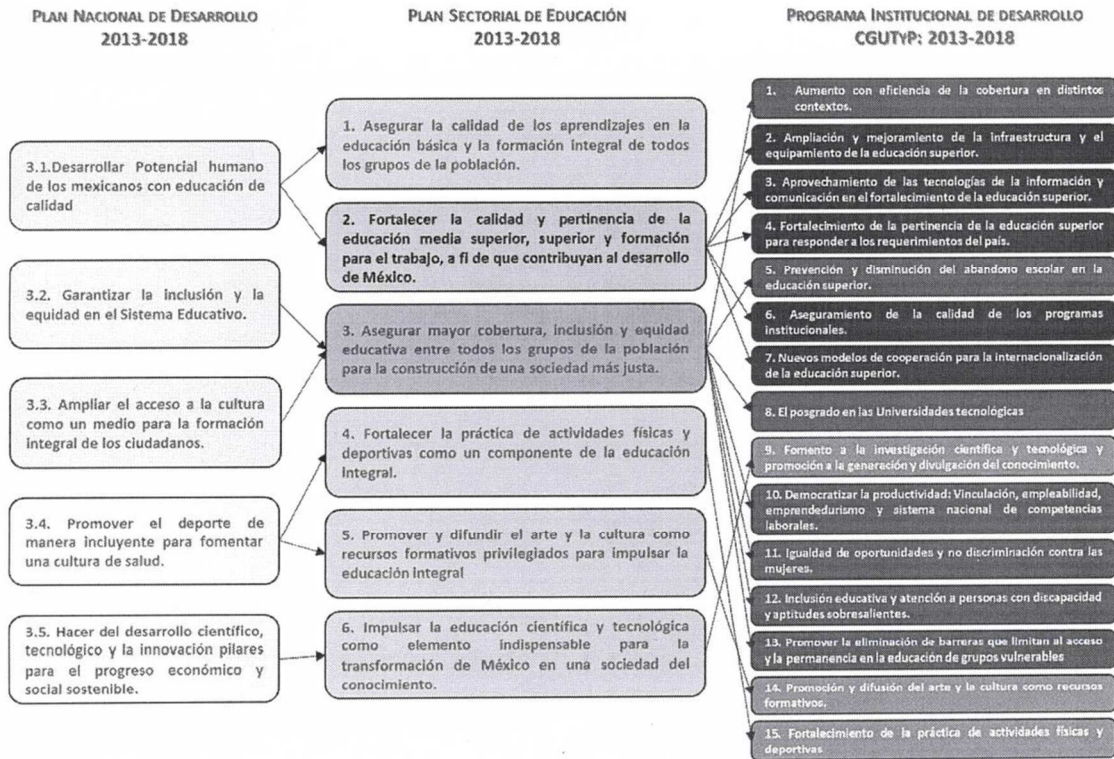 PLAN NACIONAL DE DESARROLLO
2013-2018
3.1.Desarrollar Potencial humano
de los mexicanos con educación de
calidad
3.2. Garantizar la inclusión y la
equidad en el Sistema Educativo.
3.3. Ampliar el acceso a la cultura
como un medio para la formación
integral de los ciudadanos.
3.4. Promover el deporte de
manera incluyente para fomentar
una cultura de salud.
3.5. Hacer del desarrollo científico,
tecnológico y la innovación pilares
para el progreso económico y
social sostenible.
PLAN SECTORIAL DE EDUCACIÓN
2013-2018
1. Asegurar la calidad de los aprendizajes en la
educación básica y la formación integral de todos
los grupos de la población.
2. Fortalecer la calidad y pertinencia de la
educación media superior, superior y formación
para el trabajo, a fi de que contribuyan al desarrollo
de México.
3. Asegurar mayor cobertura, inclusión y equidad
educativa entre todos los grupos de la población
para la construcción de una sociedad más justa.
4. Fortalecer la práctica de actividades físicas y
deportivas como un componente de la educación
integral.
5. Promover y difundir el arte y la cultura como
recursos formativos privilegiados para impulsar la
educación integral
6. Impulsar la educación científica y tecnológica
como elemento indispensable para la
transformación de México en una sociedad del
conocimiento.
PROGRAMA INSTITUCIONAL DE DESARROLLO
CGUTYP: 2013-2018
1. Aumento con eficiencia de la cobertura en distintos
contextos.
2. Ampliación y mejoramiento de la infraestructura y el
equipamiento de la educación superior.
3. Aprovechamiento de las tecnologías de la información y
comunicación en el fortalecimiento de la educación superior.
4. Fortalecimiento de la pertinencia de la educación superior
para responder a los requerimientos del país.
5. Prevención y disminución del abandono escolar en la
educación superior.
6. Aseguramiento de la calidad de los programas
institucionales.
7. Nuevos modelos de cooperación para la internacionalización
de la educación superior.
8. El posgrado en las Universidades tecnológicas
9. Fomento a la investigación científica y tecnológica y
promoción a la generación y divulgación del conocimiento.
10. Democratizar la productividad: Vinculación, empleabilidad,
emprendedurismo y sistema nacional de competencias
laborales.
11. Igualdad de oportunidades y no discriminación contra las
mujeres.
12. Inclusión educativa y atención a personas con discapacidad
y aptitudes sobresalientes.
13. Promover la eliminación de barreras que limitan al acceso
y la permanencia en la educación de grupos vulnerables
14. Promoción y difusión del arte y la cultura como recursos
formativos.
15. Fortalecimiento de la práctica de actividades físicas y
deportivas